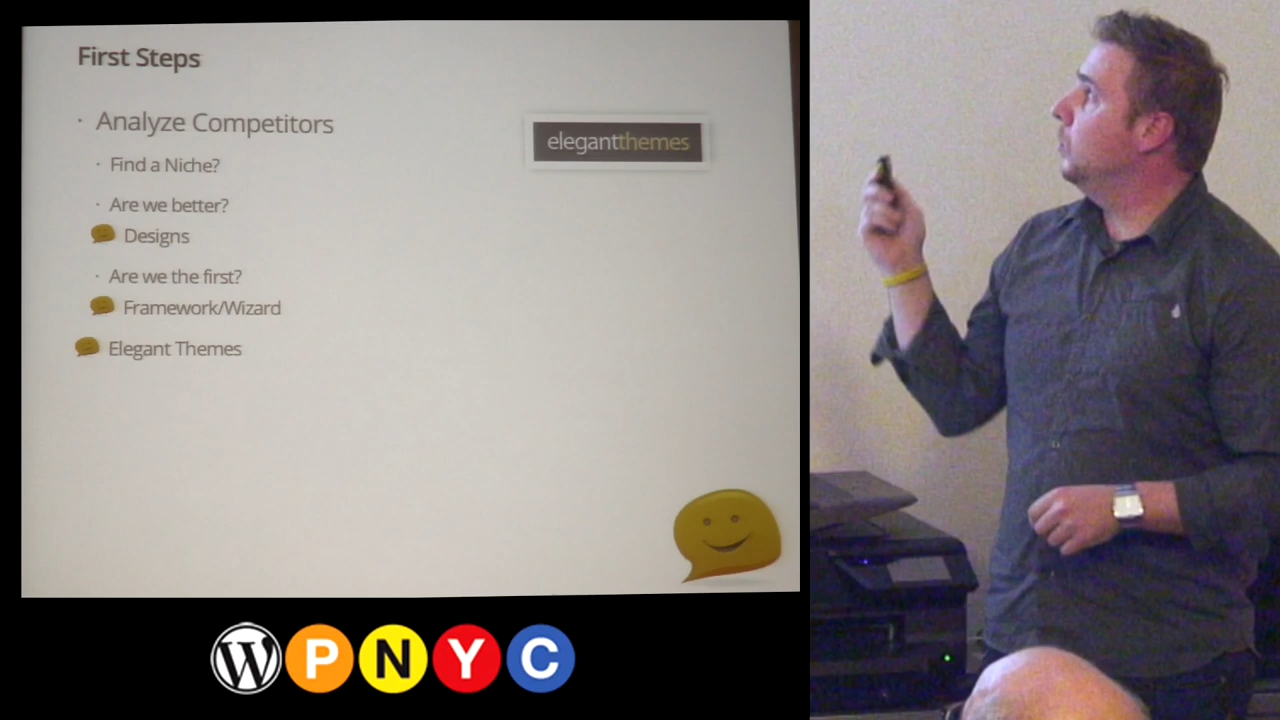 First Steps
· Analyze Competitors
elegantthemes
· Find a Niche?
· Are we better?
Designs
· Are we the first?
Framework/Wizard
Elegant Themes
W P N Y C